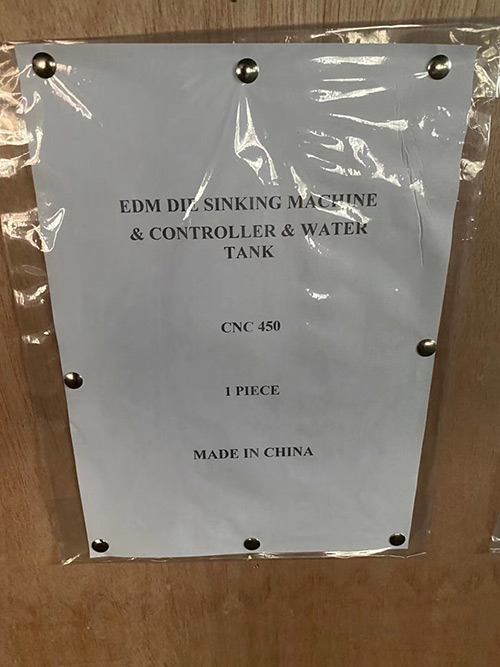 EDM DIE SINKING MACHINE
& CONTROLLER & WATER
TANK
CNC 450
1 PIECE
MADE IN CHINA